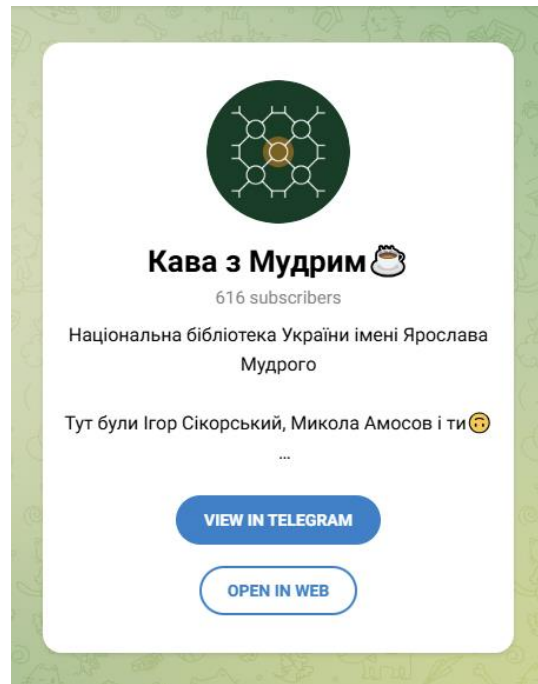 Кава з Мудрим☕
616 subscribers
Національна бібліотека України імені Ярослава
Мудрого
Тут були Ігор Сікорський, Микола Амосов і ти🙃
...
VIEW IN TELEGRAM
OPEN IN WEB